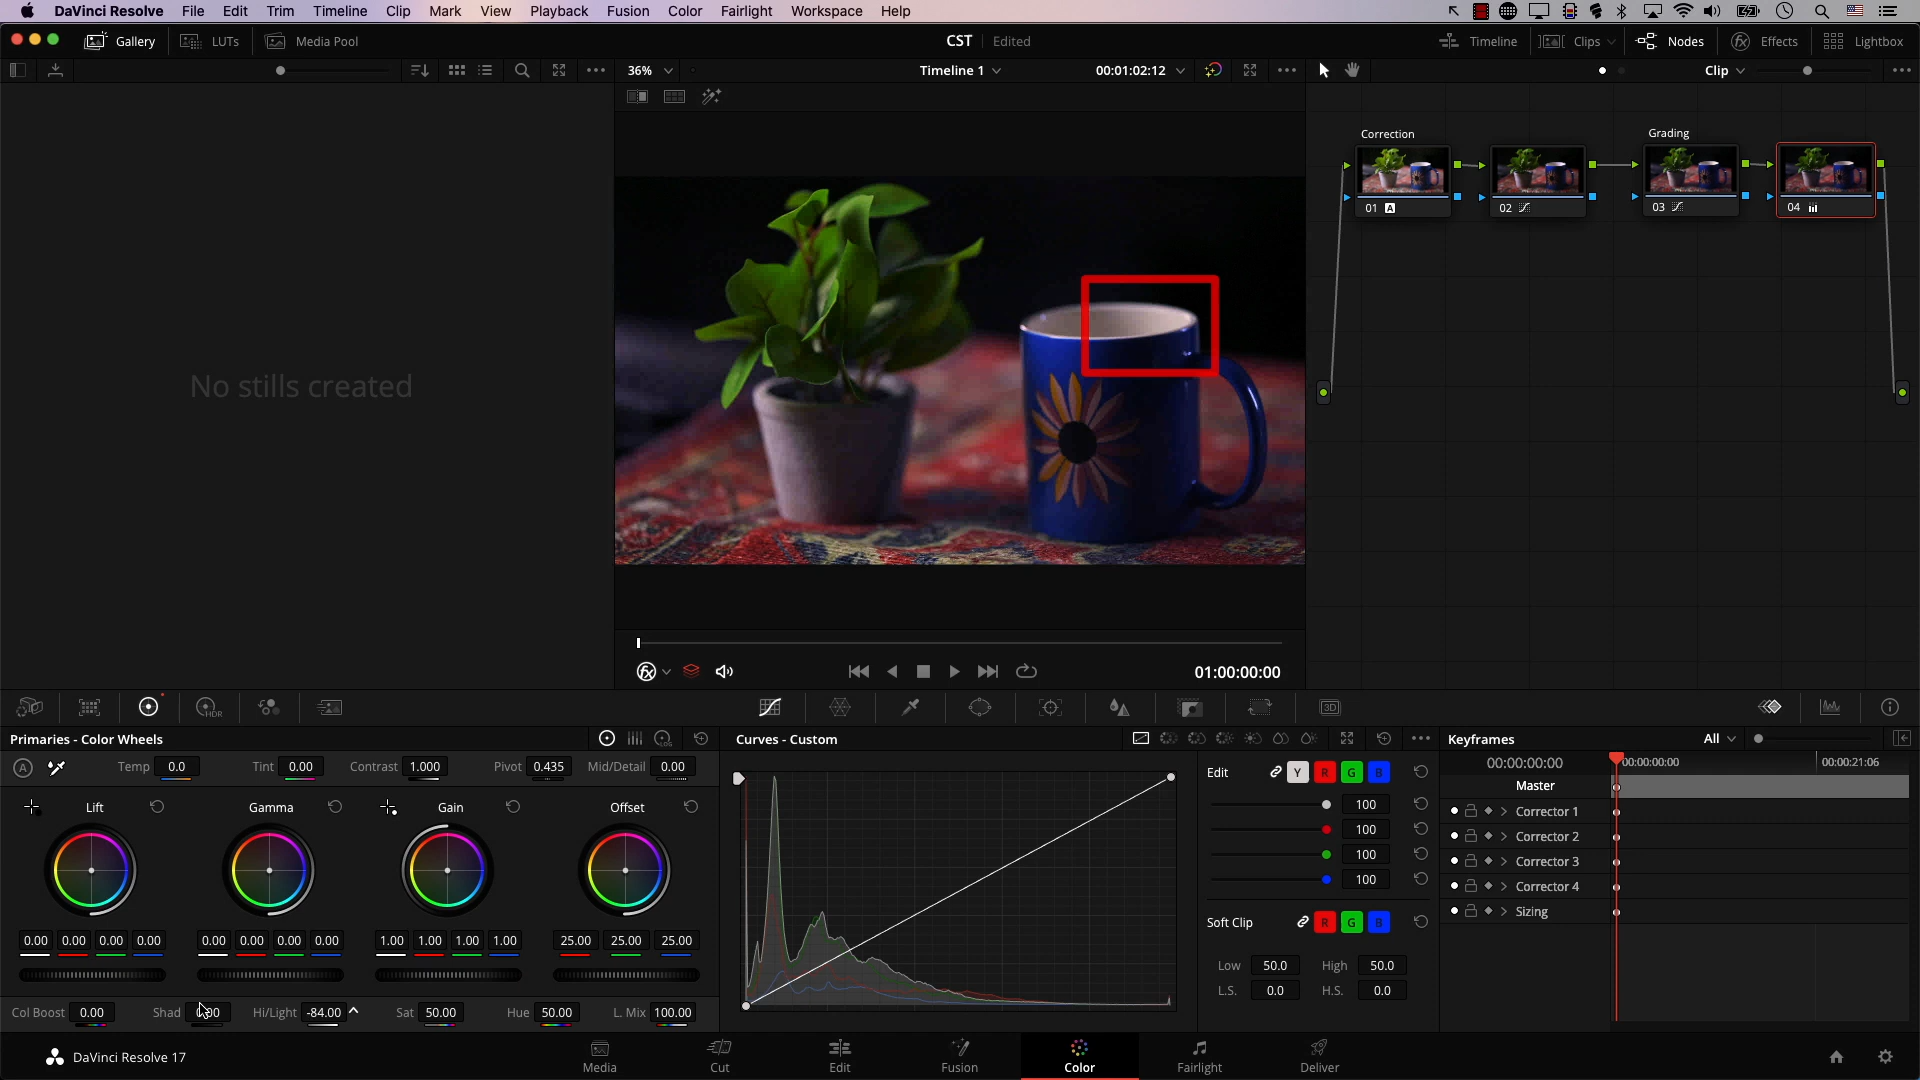 DaVinci Resolve File Edit Trim Timeline Clip Mark View Playback Fusion Color Fairlight Workspace Help
Gallery LUTs Media Pool CST Edited Timeline Clips Nodes Effects Lightbox
36% Timeline 1 00:01:02:12 Clip
Correction Grading
01 A 02 03 04
No stills created
01:00:00:00
HDR 3D
Primaries - Color Wheels LOG Curves - Custom Keyframes All
A Temp 0.0 Tint 0.00 Contrast 1.000 Pivot 0.435 Mid/Detail 0.00
Lift Gamma Gain Offset
0.00 0.00 0.00 0.00 0.00 0.00 0.00 0.00 1.00 1.00 1.00 1.00 25.00 25.00 25.00
Col Boost 0.00 Shad Hi/Light -84.00 Sat 50.00 Hue 50.00 L. Mix 100.00
Edit Y R G B
100
100
100
100
Soft Clip R G B
Low 50.0 High 50.0
L.S. 0.0 H.S. 0.0
00:00:00:00 00:00:00:00 00:00:21:06
Master
Corrector 1
Corrector 2
Corrector 3
Corrector 4
Sizing
DaVinci Resolve 17 Media Cut Edit Fusion Color Fairlight Deliver